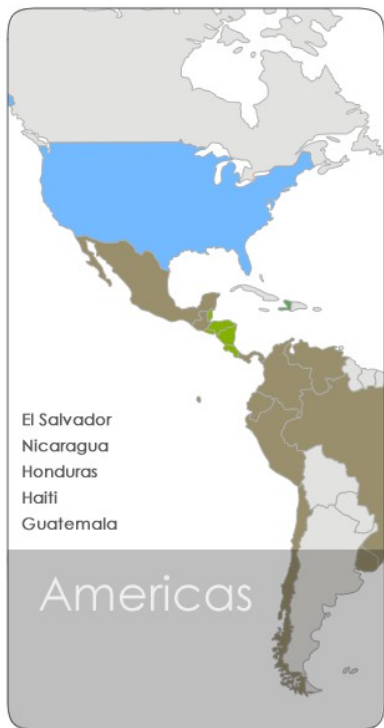 El Salvador
Nicaragua
Honduras
Haiti
Guatemala
Americas